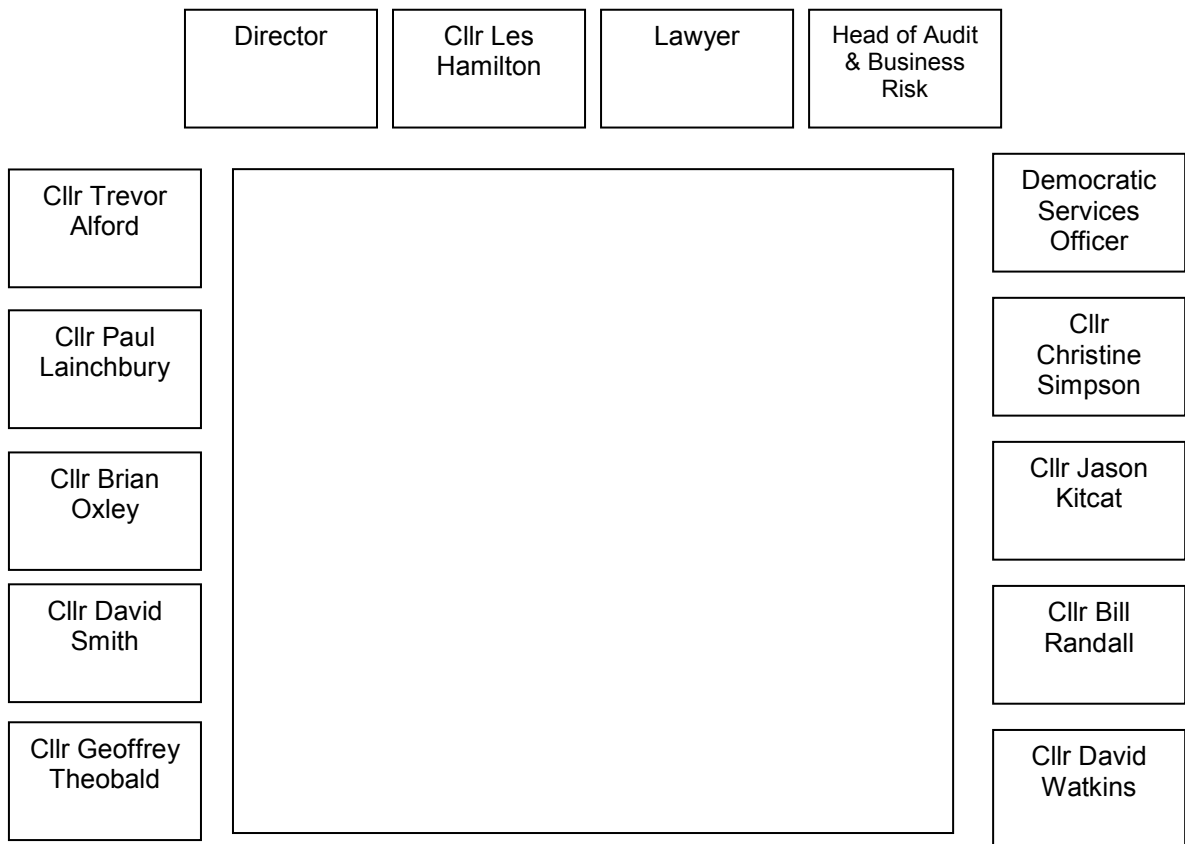 Director
Cllr Les
Hamilton
Lawyer
Head of Audit
& Business
Risk
Cllr Trevor
Alford
Cllr Paul
Lainchbury
Cllr Brian
Oxley
Cllr David
Smith
Cllr Geoffrey
Theobald
Democratic
Services
Officer
Cllr
Christine
Simpson
Cllr Jason
Kitcat
Cllr Bill
Randall
Cllr David
Watkins